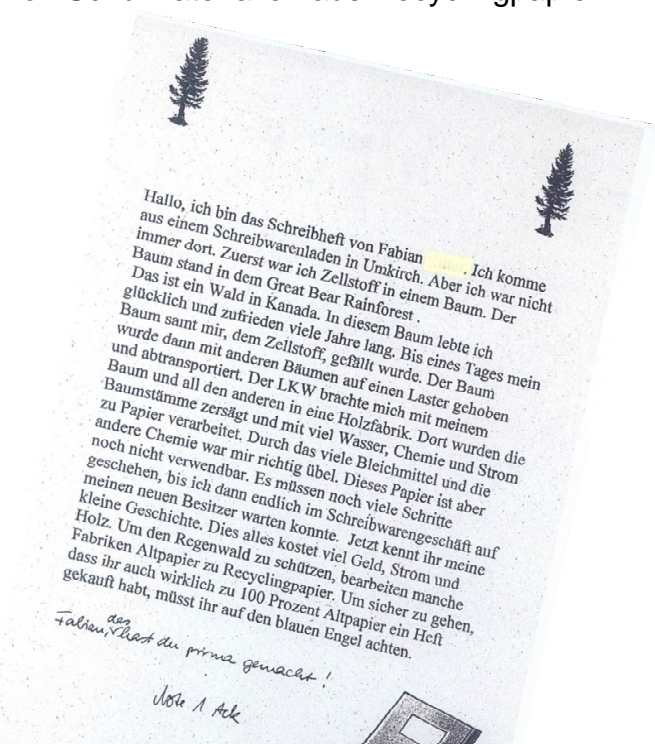 Hallo, ich bin das Schreibheft von Fabian . Ich komme
aus einem Schreibwarenladen in Umkirch. Aber ich war nicht
immer dort. Zuerst war ich Zellstoff in einem Baum. Der
Baum stand in dem Great Bear Rainforest .
Das ist ein Wald in Kanada. In diesem Baum lebte ich
glücklich und zufrieden viele Jahre lang. Bis eines Tages mein
Baum samt mir, dem Zellstoff, gefällt wurde. Der Baum
wurde dann mit anderen Bäumen auf einen Laster gehoben
und abtransportiert. Der LKW brachte mich mit meinem
Baum und all den anderen in eine Holzfabrik. Dort wurden die
Baumstämme zersägt und mit viel Wasser, Chemie und Strom
zu Papier verarbeitet. Durch das viele Bleichmittel und die
andere Chemie war mir richtig übel. Dieses Papier ist aber
noch nicht verwendbar. Es müssen noch viele Schritte
geschehen, bis ich dann endlich im Schreibwarengeschäft auf
meinen neuen Besitzer warten konnte. Jetzt kennt ihr meine
kleine Geschichte. Dies alles kostet viel Geld, Strom und
Holz. Um den Regenwald zu schützen, bearbeiten manche
Fabriken Altpapier zu Recyclingpapier. Um sicher zu gehen,
dass ihr auch wirklich zu 100 Prozent Altpapier ein Heft
gekauft habt, müsst ihr auf den blauen Engel achten.
Fabian, das hast du prima gemacht!
Note 1 Ack